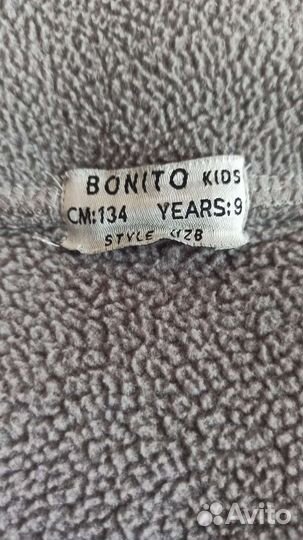 BONITO KIDS
CM:134 YEARS:9
STYLE
Avito